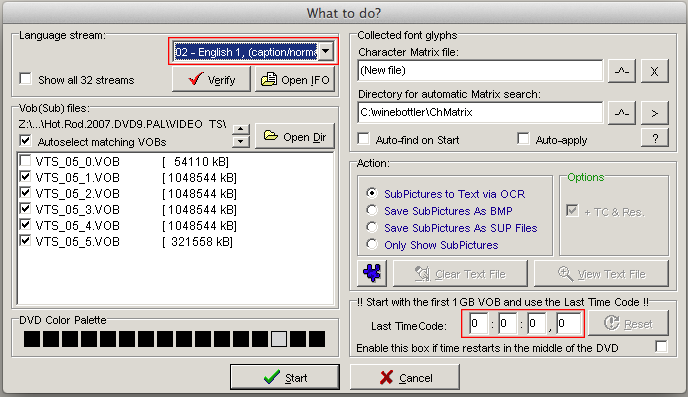 What to do?
Language stream:
02 - English 1, (caption/norma
Show all 32 streams
Verify
Open IFO
Vob(Sub) files:
Z:\...\Hot.Rod.2007.DVD9.PAL\VIDEO_TS\
Autoselect matching VOBs
Open Dir
VTS_05_0.VOB [ 54110 kB]
VTS_05_1.VOB [1048544 kB]
VTS_05_2.VOB [1048544 kB]
VTS_05_3.VOB [1048544 kB]
VTS_05_4.VOB [1048544 kB]
VTS_05_5.VOB [ 321558 kB]
DVD Color Palette
Collected font glyphs
Character Matrix file:
(New file)
X
Directory for automatic Matrix search:
C:\winebottler\ChMatrix
>
Auto-find on Start
Auto-apply
?
Action:
SubPictures to Text via OCR
Save SubPictures As BMP
Save SubPictures As SUP Files
Only Show SubPictures
Options
+ TC & Res.
Clear Text File
View Text File
!! Start with the first 1 GB VOB and use the Last Time Code !!
Last TimeCode: 0 : 0 : 0 , 0
Reset
Enable this box if time restarts in the middle of the DVD
Start
Cancel